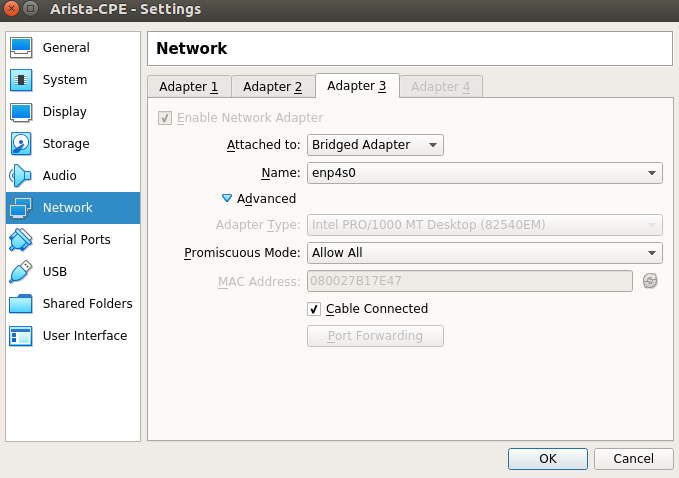 Arista-CPE - Settings
General
System
Display
Storage
Audio
Network
Serial Ports
USB
Shared Folders
User Interface
Network
Adapter 1 Adapter 2 Adapter 3 Adapter 4
Enable Network Adapter
Attached to: Bridged Adapter
Name: enp4s0
Advanced
Adapter Type: Intel PRO/1000 MT Desktop (82540EM)
Promiscuous Mode: Allow All
MAC Address: 080027B17E47
Cable Connected
Port Forwarding
OK Cancel